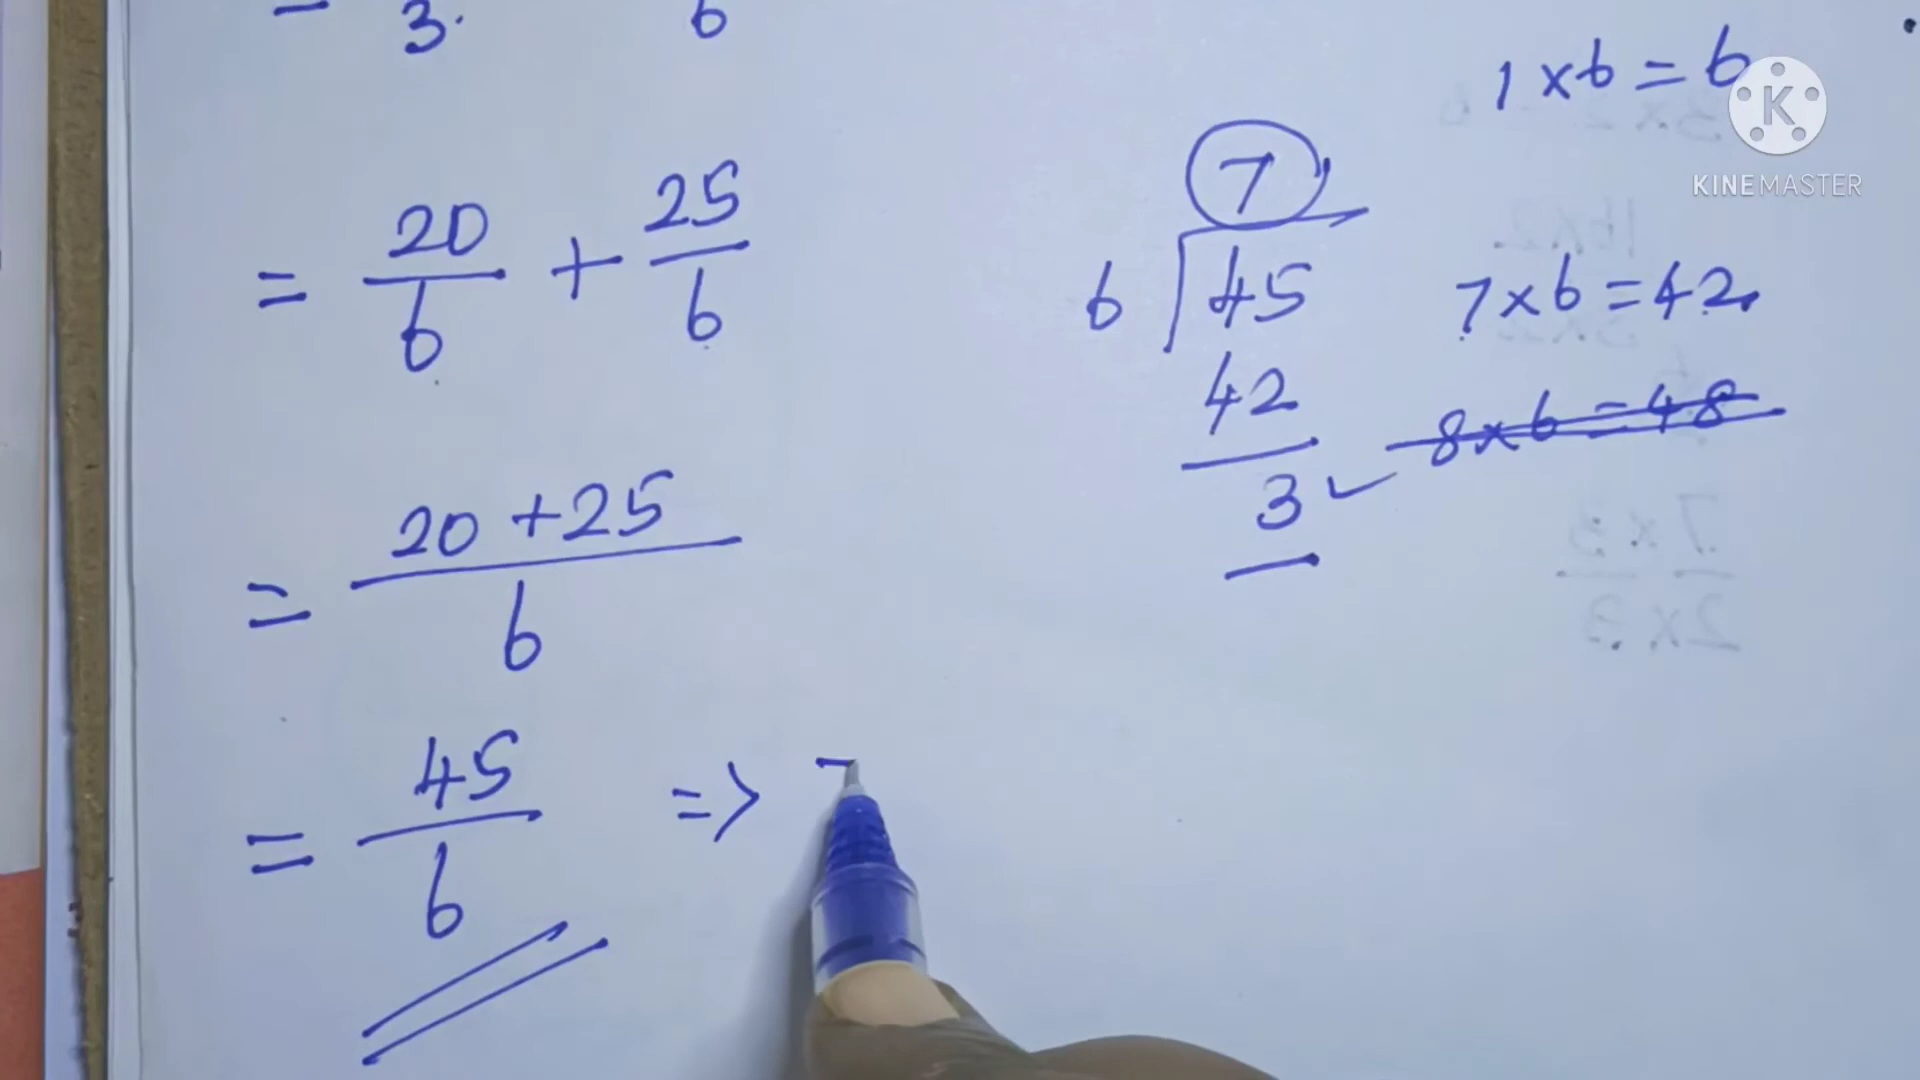 = 3 6
= 20/6 + 25/6
= 20 + 25 / 6
= 45/6 => 7
1 x 6 = 6
7
6 45
42
3 ✓
7 x 6 = 42
8 x 6 = 48
KINEMASTER